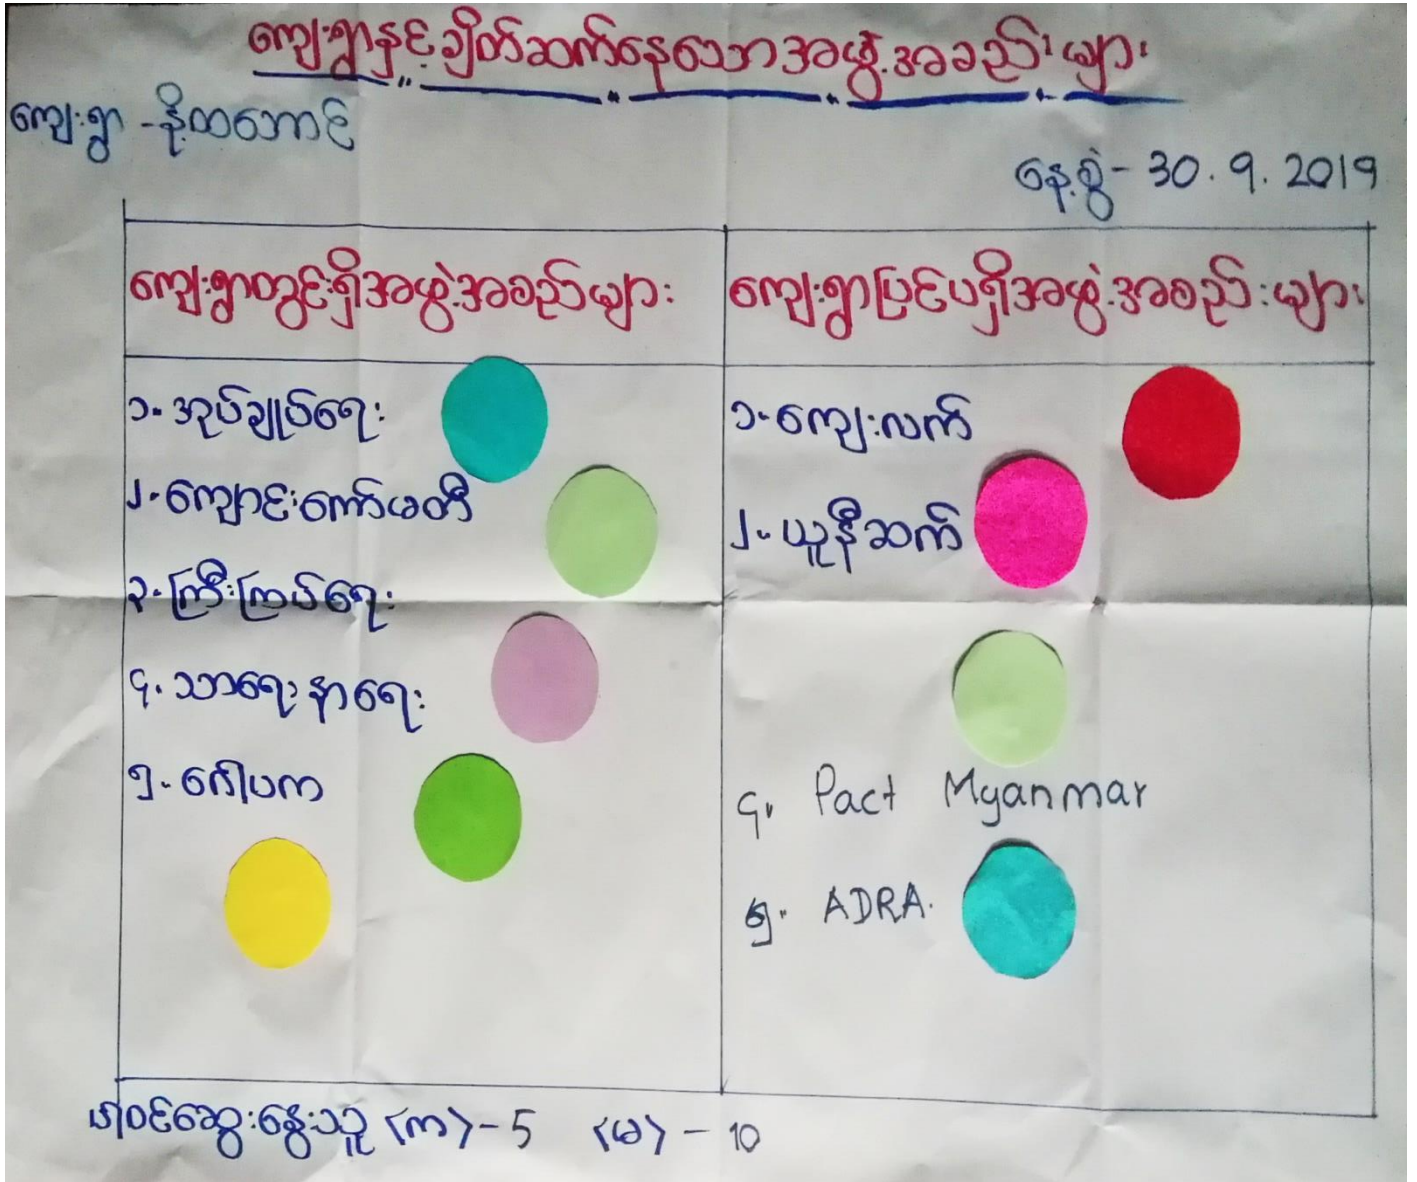 ကျေးရွာနှင့်ချိတ်ဆက်နေသောအဖွဲ့အစည်းများ
ကျေးရွာ - နို့ထအောင်
နေ့စွဲ - 30.9.2019
ကျေးရွာတွင်းရှိအဖွဲ့အစည်များ
ကျေးရွာပြင်ပရှိအဖွဲ့အစည်းများ
၁. အုပ်ချုပ်ရေး
၂. ကျောင်းကော်မတီ
၃. ကြီးကြပ်ရေး
၄. သာရေးနာရေး
၅. ဂေါပက
၁. ကျေးလက်
၂. ယူနီဆက်
၄. Pact Myanmar
၅. ADRA.
ပါဝင်ဆွေးနွေးသူ (က) - 5 (မ) - 10